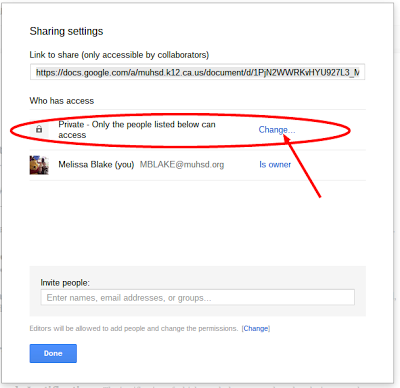 Sharing settings
Link to share (only accessible by collaborators)
https://docs.google.com/a/muhsd.k12.ca.us/document/d/1PjN2WWRKvHYU927L3_M
Who has access
Private - Only the people listed below can
access
Change...
Melissa Blake (you) MBLAKE@muhsd.org Is owner
Invite people:
Enter names, email addresses, or groups...
Editors will be allowed to add people and change the permissions. [Change]
Done